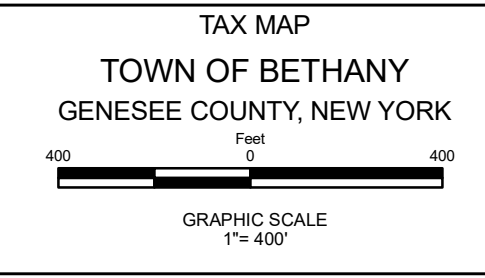 TAX MAP
TOWN OF BETHANY
GENESEE COUNTY, NEW YORK
Feet
400 0 400
GRAPHIC SCALE
1"= 400'